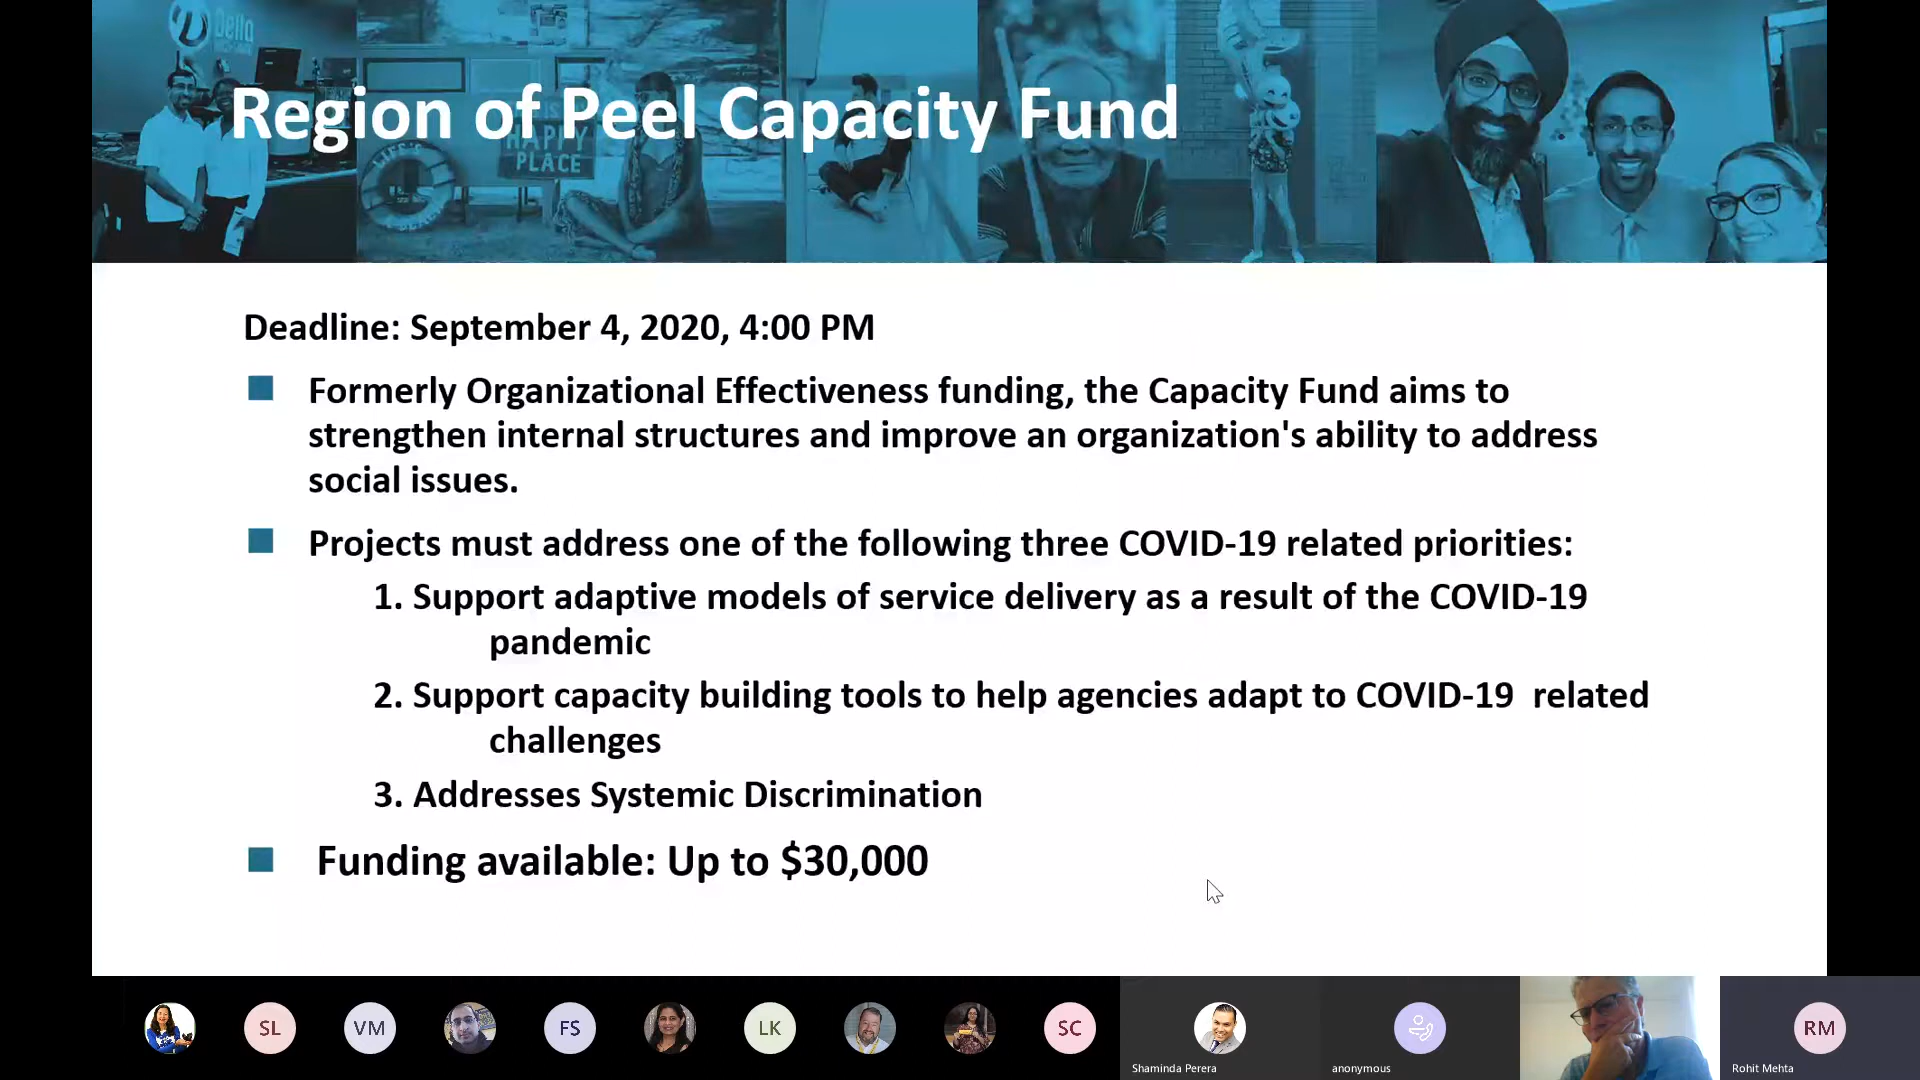 Della
Region of Peel Capacity Fund
HAPPY
PLACE
LIFE'S
Deadline: September 4, 2020, 4:00 PM
Formerly Organizational Effectiveness funding, the Capacity Fund aims to
strengthen internal structures and improve an organization's ability to address
social issues.
Projects must address one of the following three COVID-19 related priorities:
1. Support adaptive models of service delivery as a result of the COVID-19
pandemic
2. Support capacity building tools to help agencies adapt to COVID-19  related
challenges
3. Addresses Systemic Discrimination
Funding available: Up to $30,000
SL
VM
FS
LK
SC
RM
Shaminda Perera
anonymous
Rohit Mehta